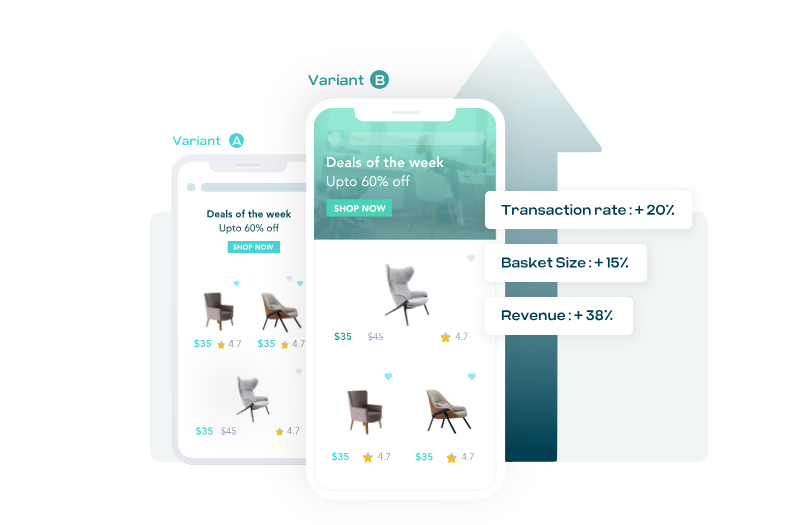 Variant B
Variant A
Deals of the week
Upto 60% off
SHOP NOW
$35 4.7 $35 4.7
$35 $45 4.7
Deals of the week
Upto 60% off
SHOP NOW
$35 $45 4.7
$35 4.7 $35 4.7
Transaction rate : + 20%
Basket Size : + 15%
Revenue : + 38%